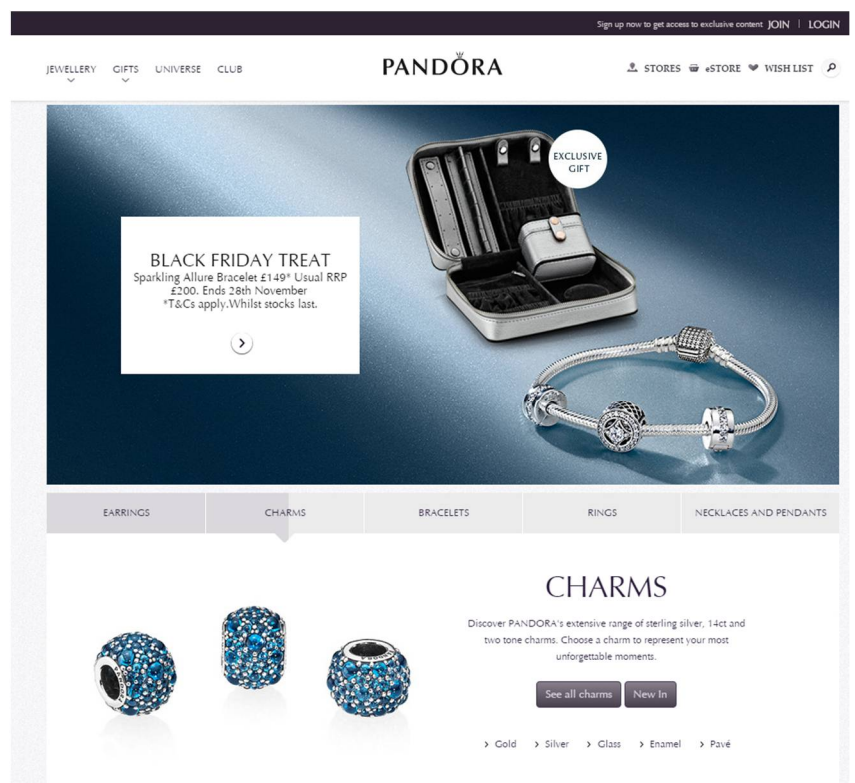 Sign up now to get access to exclusive content JOIN | LOGIN
JEWELLERY GIFTS UNIVERSE CLUB
PANDORA
STORES eSTORE WISH LIST
EXCLUSIVE
GIFT
BLACK FRIDAY TREAT
Sparkling Allure Bracelet £149* Usual RRP
£200. Ends 28th November
*T&Cs apply.Whilst stocks last.
EARRINGS CHARMS BRACELETS RINGS NECKLACES AND PENDANTS
CHARMS
Discover PANDORA's extensive range of sterling silver, 14ct and
two tone charms. Choose a charm to represent your most
unforgettable moments.
See all charms New In
> Gold > Silver > Glass > Enamel > Pavé